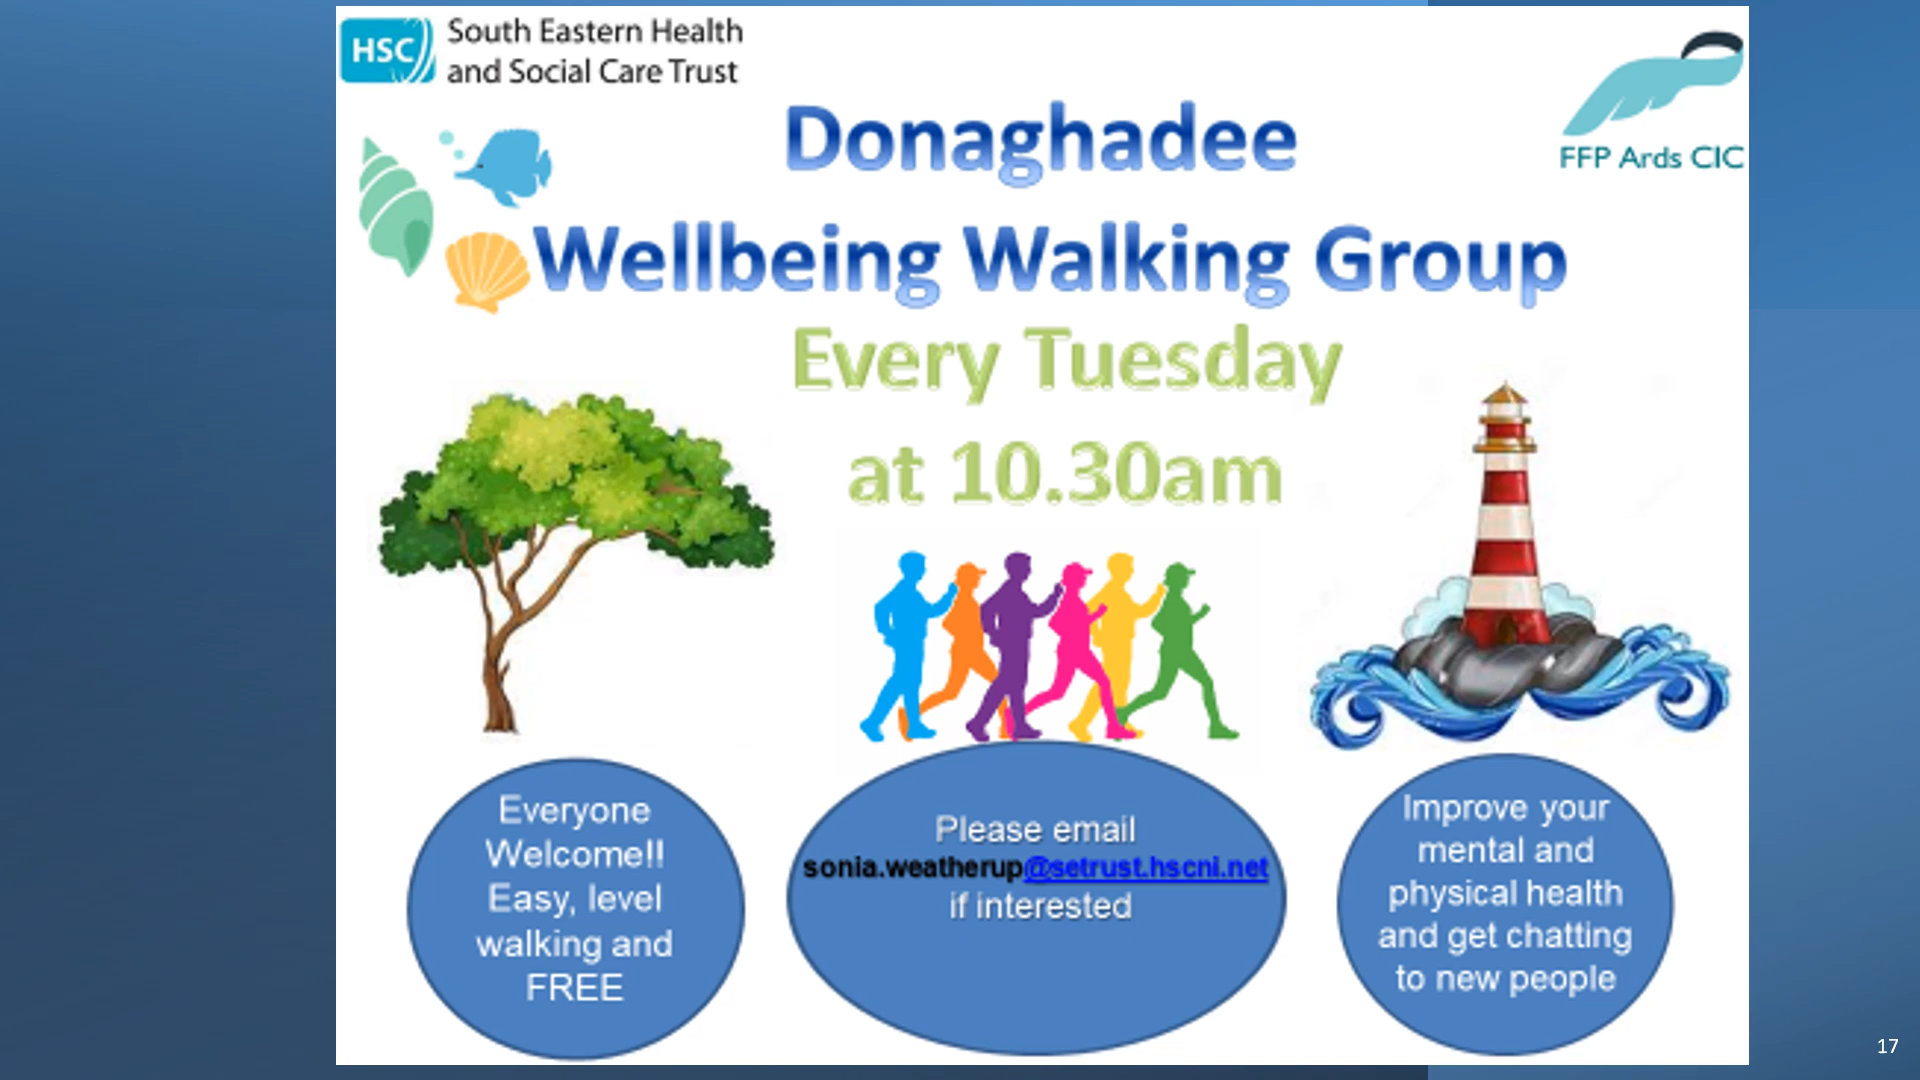 HSC
South Eastern Health
and Social Care Trust
FFP Ards CIC
Donaghadee
Wellbeing Walking Group
Every Tuesday
at 10.30am
Everyone
Welcome!!
Easy, level
walking and
FREE
Please email
sonia.weatherup@setrust.hscni.net
if interested
Improve your
mental and
physical health
and get chatting
to new people
17